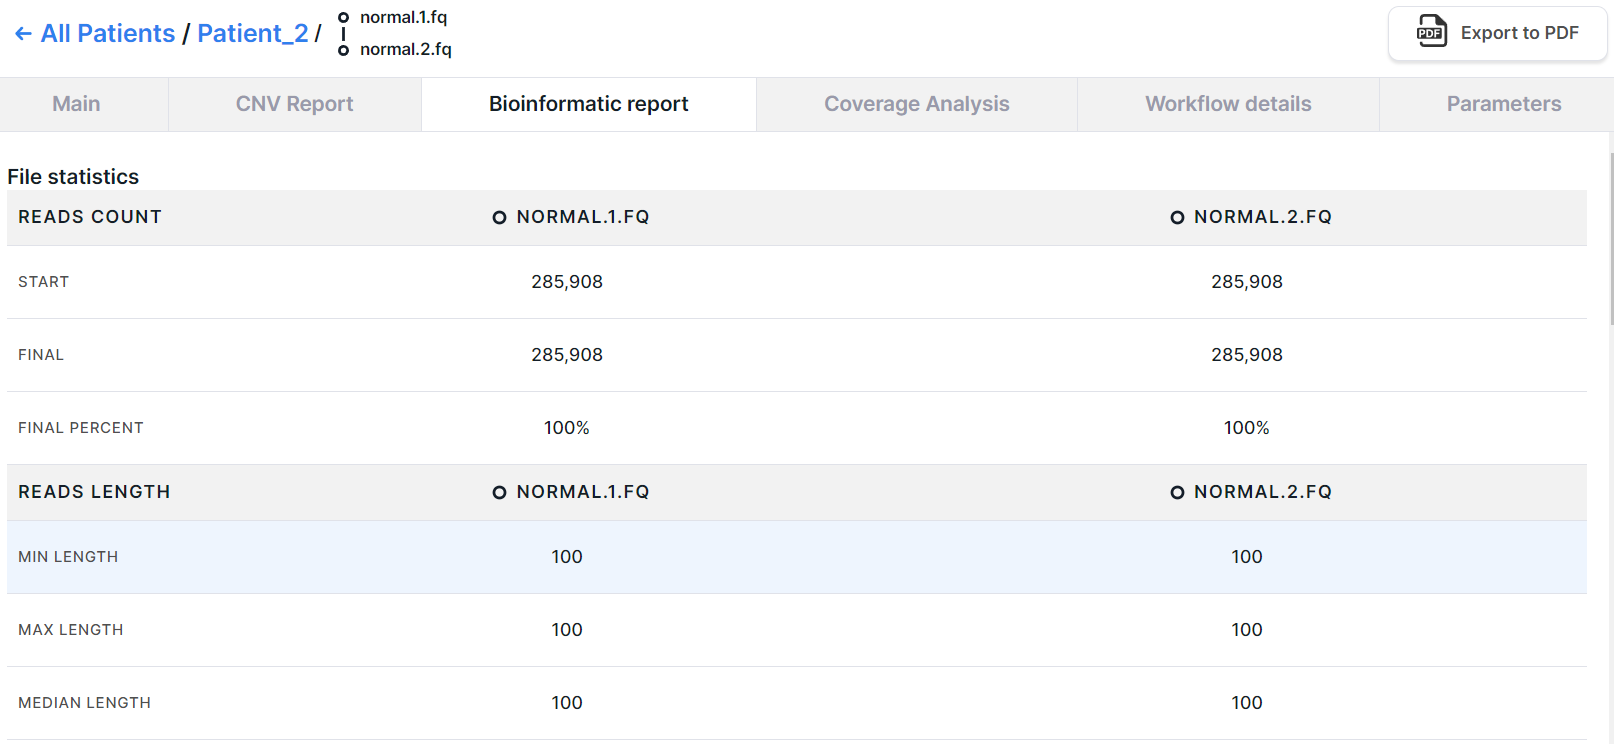 ← All Patients / Patient_2 /
normal.1.fq
normal.2.fq
PDF Export to PDF
Main CNV Report Bioinformatic report Coverage Analysis Workflow details Parameters
File statistics
READS COUNT NORMAL.1.FQ NORMAL.2.FQ
START 285,908 285,908
FINAL 285,908 285,908
FINAL PERCENT 100% 100%
READS LENGTH NORMAL.1.FQ NORMAL.2.FQ
MIN LENGTH 100 100
MAX LENGTH 100 100
MEDIAN LENGTH 100 100